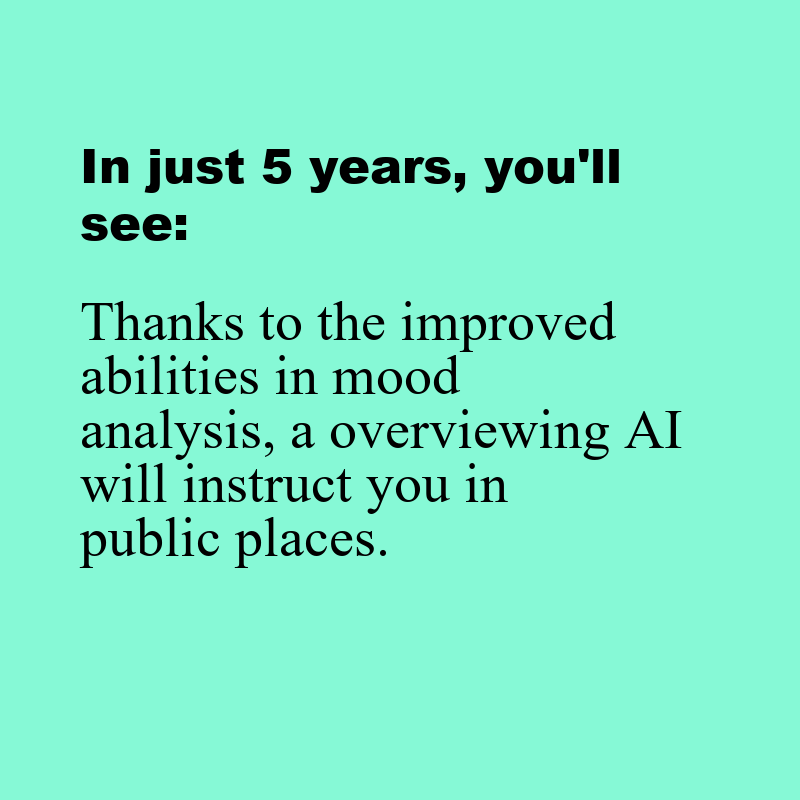 In just 5 years, you'll
see:
Thanks to the improved
abilities in mood
analysis, a overviewing AI
will instruct you in
public places.